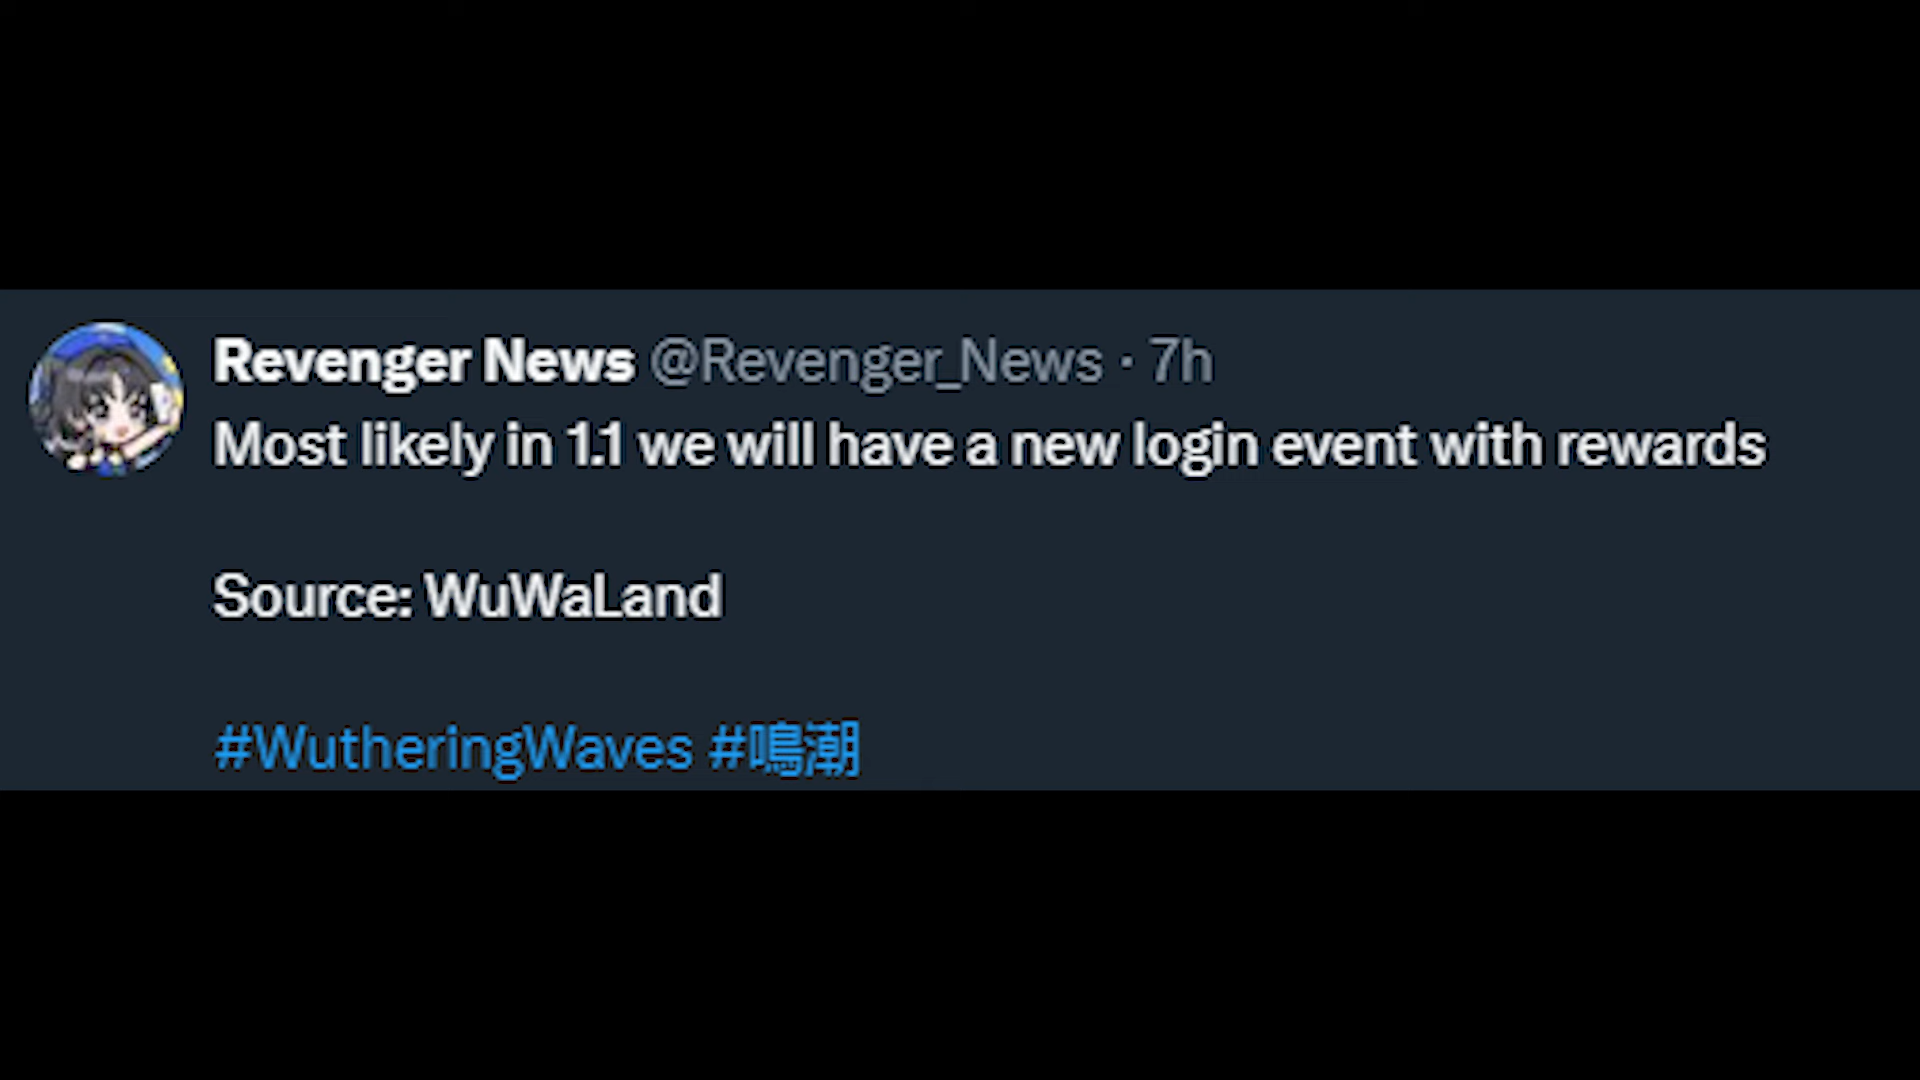 Revenger News @Revenger_News · 7h
Most likely in 1.1 we will have a new login event with rewards
Source: WuWaLand
#WutheringWaves #鳴潮